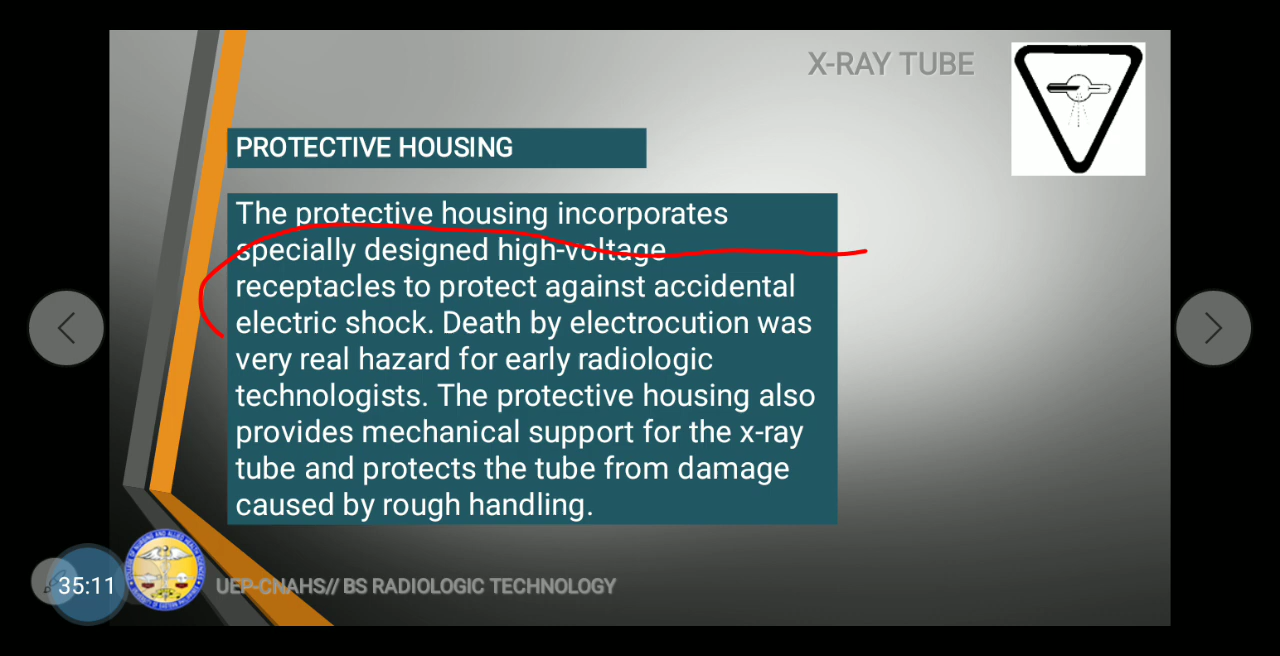 X-RAY TUBE
PROTECTIVE HOUSING
The protective housing incorporates
specially designed high-voltage
receptacles to protect against accidental
electric shock. Death by electrocution was
very real hazard for early radiologic
technologists. The protective housing also
provides mechanical support for the x-ray
tube and protects the tube from damage
caused by rough handling.
35:11
UEP-CNAHS// BS RADIOLOGIC TECHNOLOGY